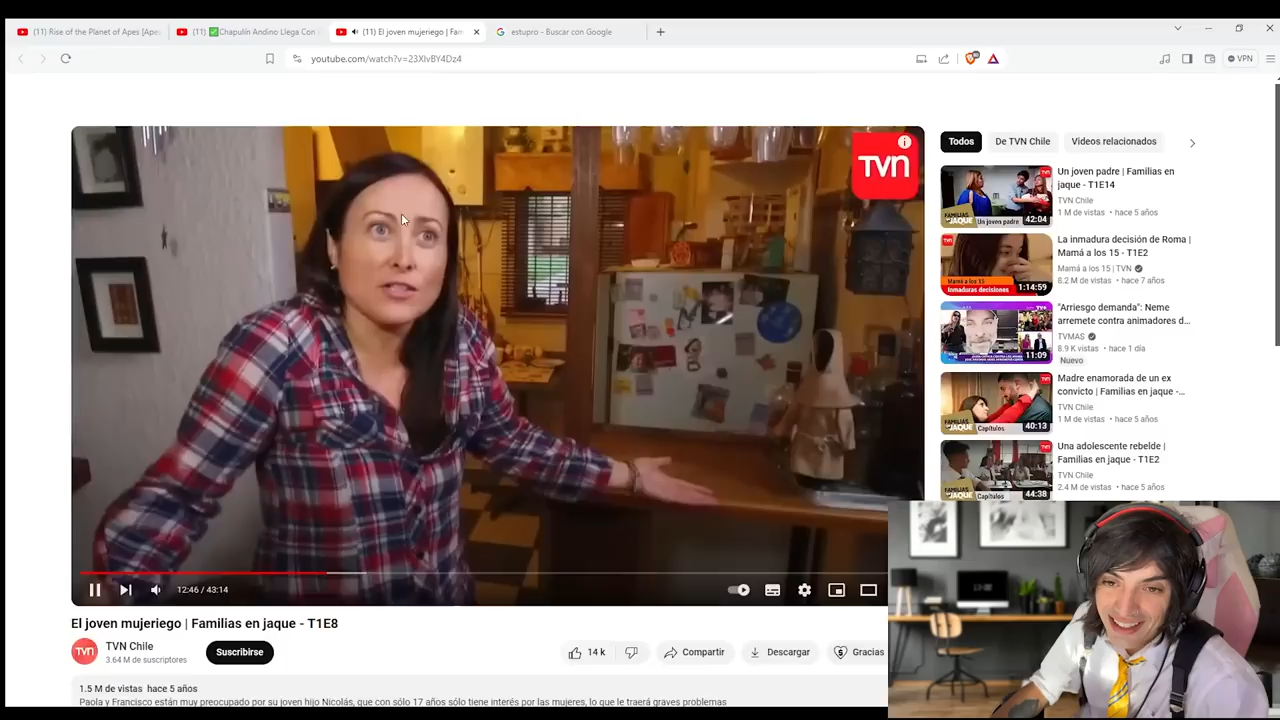 (11) Rise of the Planet of Apes [Apes
(11) ✅Chapulín Andino Llega Con
(11) El joven mujeriego | Fam
estupro - Buscar con Google
youtube.com/watch?v=23XIvBY4Dz4
VPN
TVN
Todos
De TVN Chile
Videos relacionados
Un joven padre | Familias en
jaque - T1E14
TVN Chile
1 M de vistas • hace 5 años
Un joven padre
42:04
La inmadura decisión de Roma |
Mamá a los 15 - T1E2
Mamá a los 15 | TVN
8.2 M de vistas • hace 7 años
Inmaduras decisiones
1:14:59
"Arriesgo demanda": Neme
arremete contra animadores d...
TVMAS
8.9 K vistas • hace 1 día
Nuevo
11:09
Madre enamorada de un ex
convicto | Familias en jaque -...
TVN Chile
1 M de vistas • hace 5 años
Capítulos
40:13
Una adolescente rebelde |
Familias en jaque - T1E2
TVN Chile
2.4 M de vistas • hace 5 años
Capítulos
44:38
12:46 / 43:14
El joven mujeriego | Familias en jaque - T1E8
TVN Chile
3.64 M de suscriptores
Suscribirse
14 k
Compartir
Descargar
Gracias
1.5 M de vistas hace 5 años
Paola y Francisco están muy preocupado por su joven hijo Nicolás, que con sólo 17 años sólo tiene interés por las mujeres, lo que le traerá graves problemas